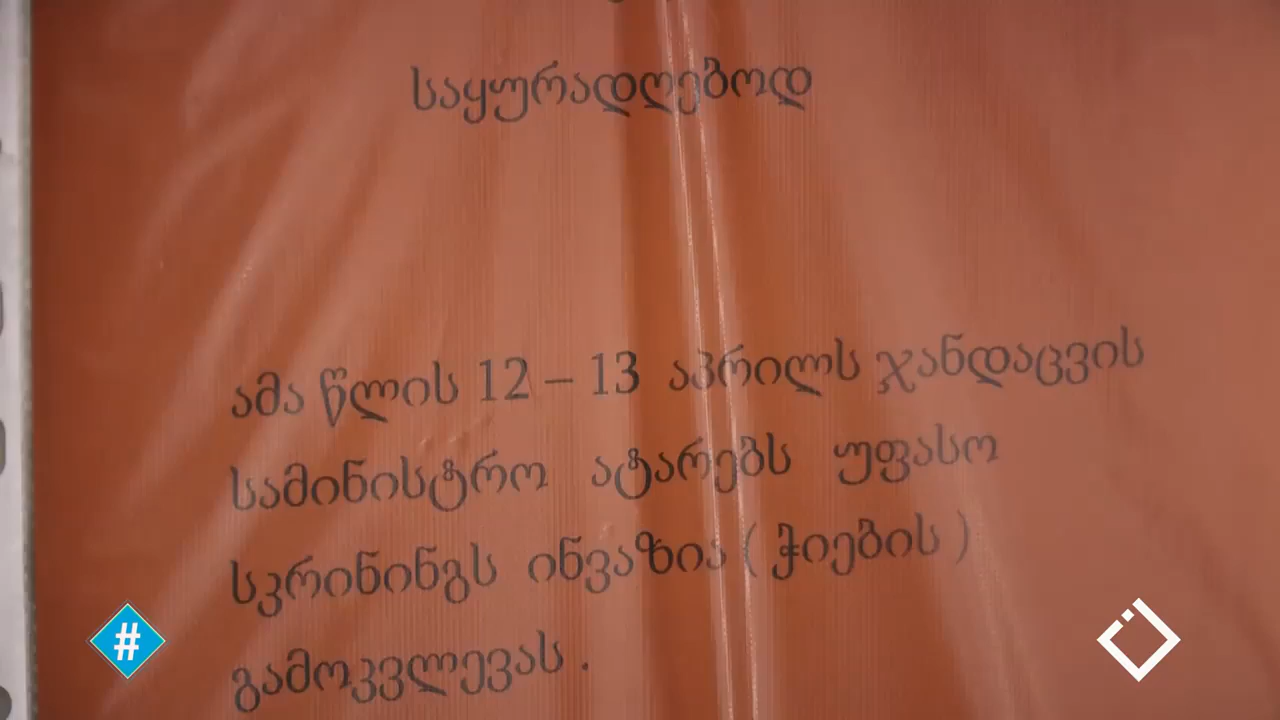 საყურადღებოდ
ამა წლის 12 – 13 აპრილს ჯანდაცვის
სამინისტრო ატარებს უფასო
სკრინინგს ინვაზია ( ჭიების )
გამოკვლევას .
#